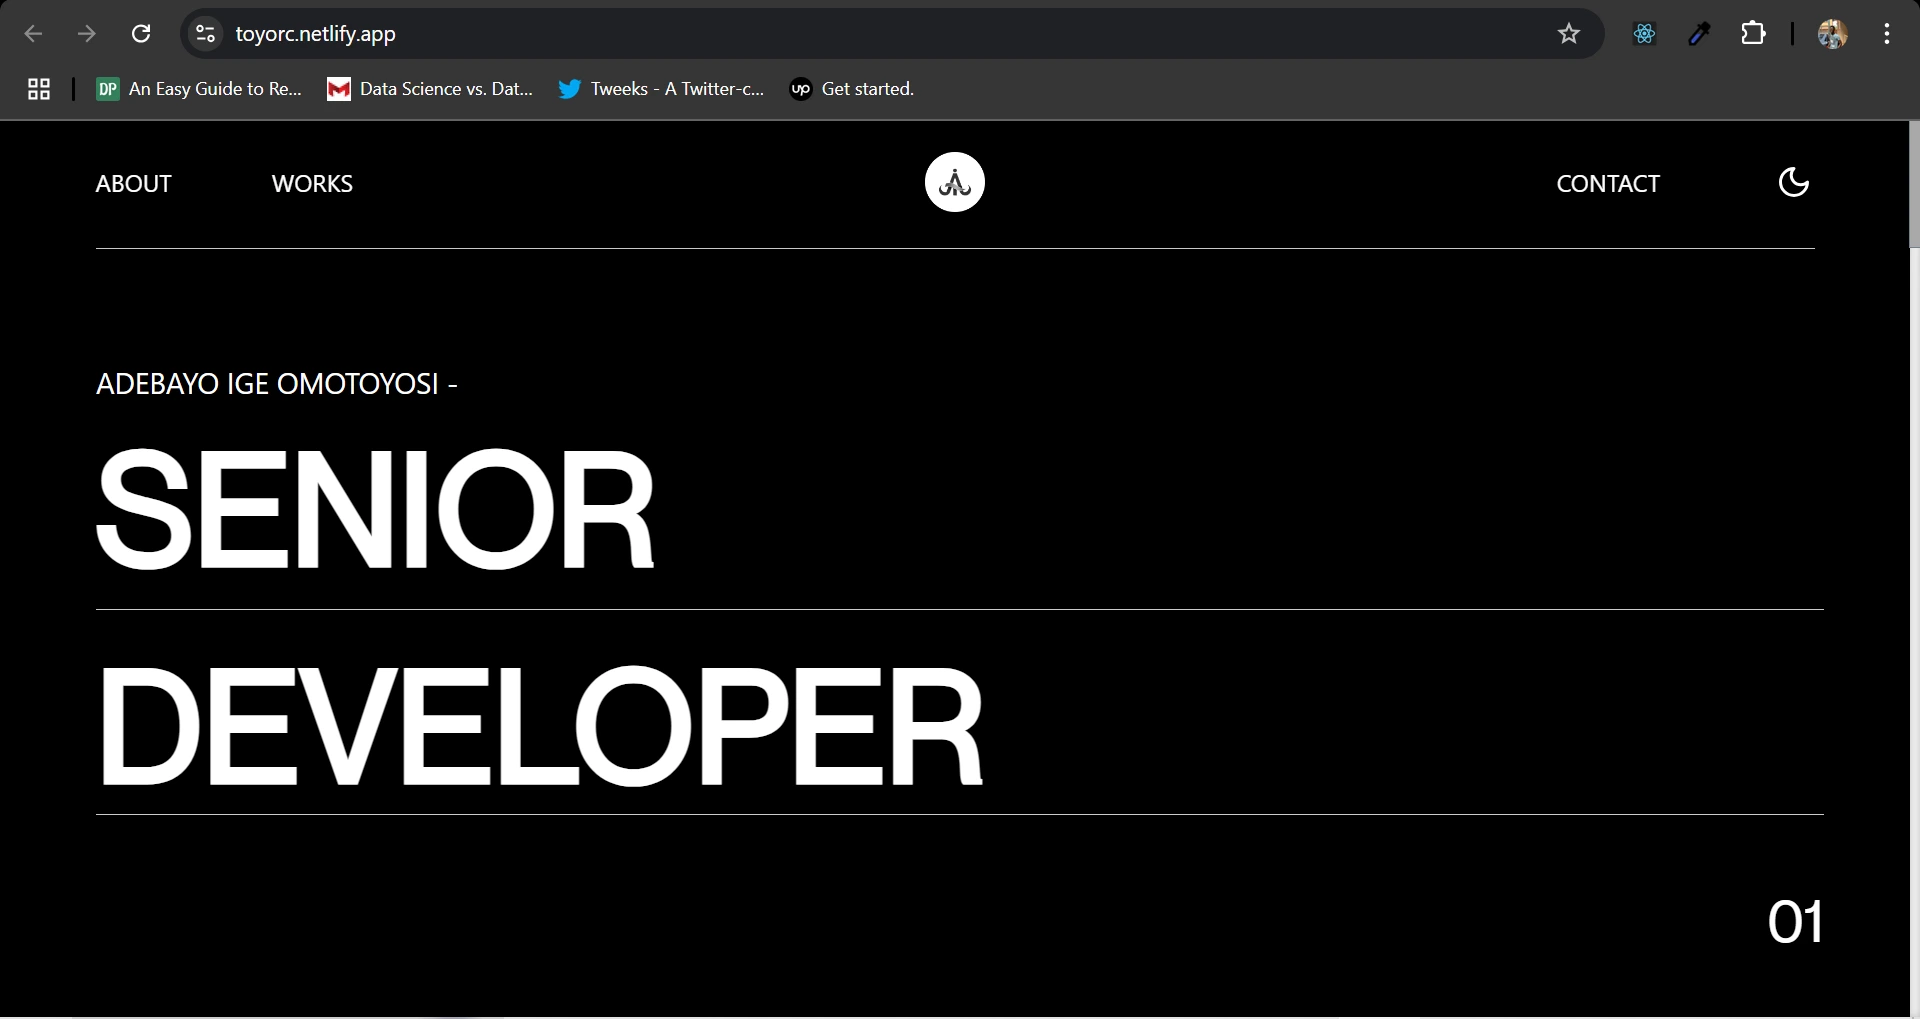 toyorc.netlify.app
DP An Easy Guide to Re... Data Science vs. Dat... Tweeks - A Twitter-c... up Get started.
ABOUT WORKS CONTACT
ADEBAYO IGE OMOTOYOSI -
SENIOR
DEVELOPER
01